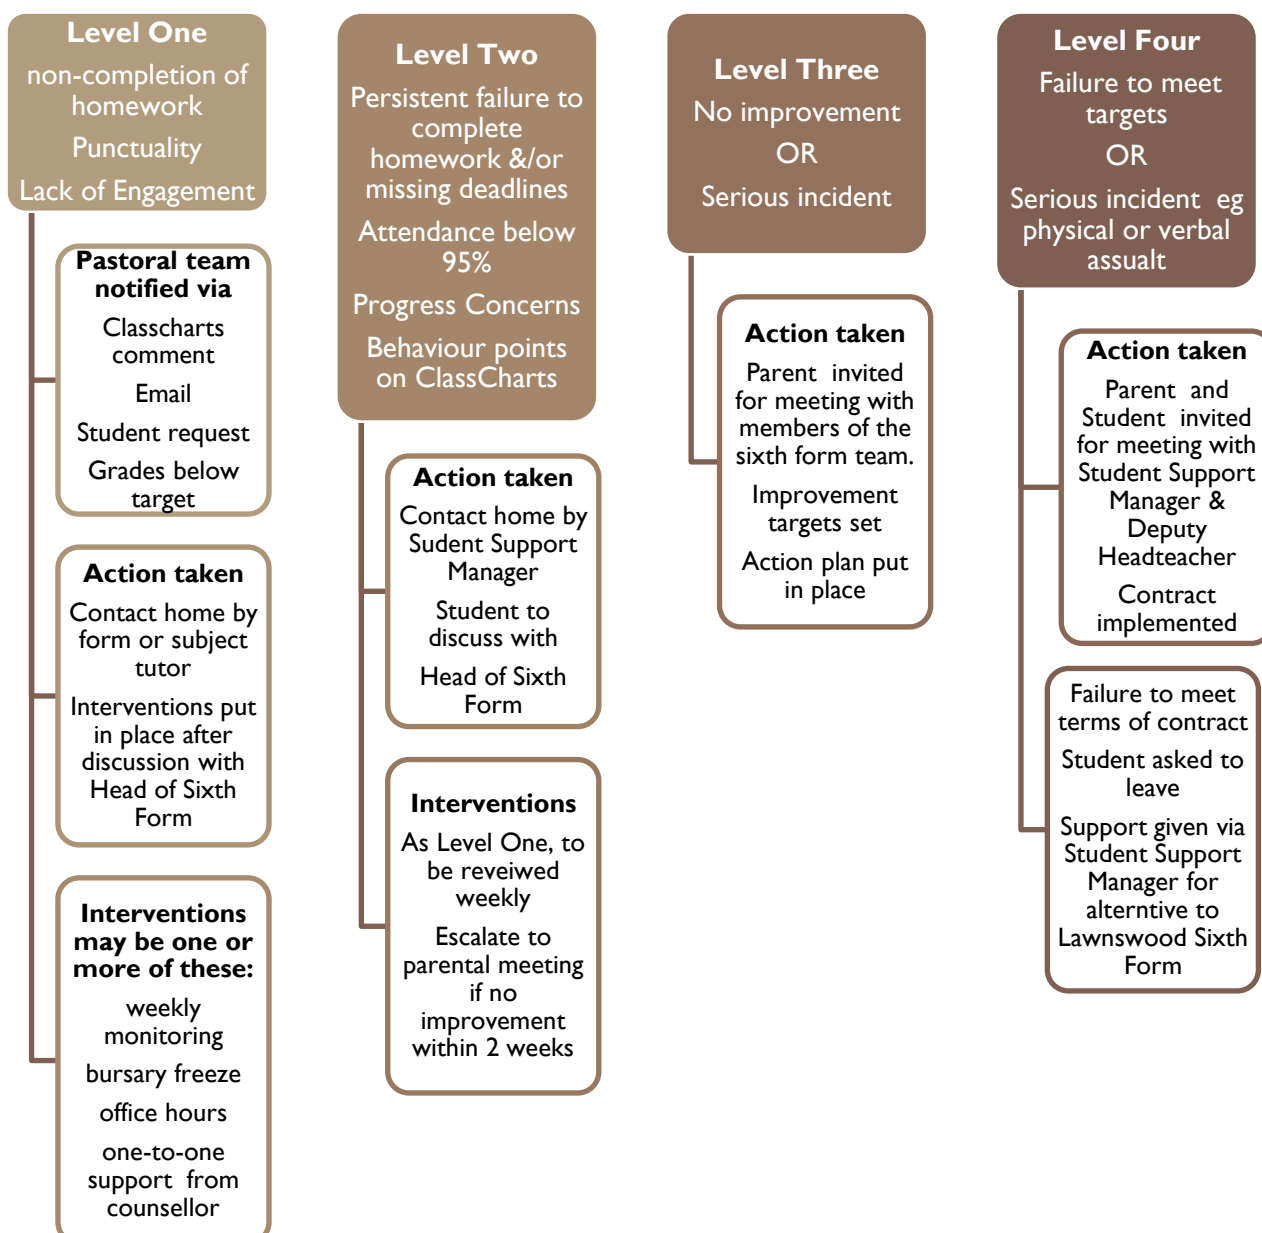 Level One
non-completion of
homework
Punctuality
Lack of Engagement
Pastoral team
notified via
Classcharts
comment
Email
Student request
Grades below
target
Action taken
Contact home by
form or subject
tutor
Interventions put
in place after
discussion with
Head of Sixth
Form
Interventions
may be one or
more of these:
weekly
monitoring
bursary freeze
office hours
one-to-one
support from
counsellor
Level Two
Persistent failure to
complete
homework &/or
missing deadlines
Attendance below
95%
Progress Concerns
Behaviour points
on ClassCharts
Action taken
Contact home by
Sudent Support
Manager
Student to
discuss with
Head of Sixth
Form
Interventions
As Level One, to
be reveiwed
weekly
Escalate to
parental meeting
if no
improvement
within 2 weeks
Level Three
No improvement
OR
Serious incident
Action taken
Parent invited
for meeting with
members of the
sixth form team.
Improvement
targets set
Action plan put
in place
Level Four
Failure to meet
targets
OR
Serious incident eg
physical or verbal
assualt
Action taken
Parent and
Student invited
for meeting with
Student Support
Manager &
Deputy
Headteacher
Contract
implemented
Failure to meet
terms of contract
Student asked to
leave
Support given via
Student Support
Manager for
alterntive to
Lawnswood Sixth
Form